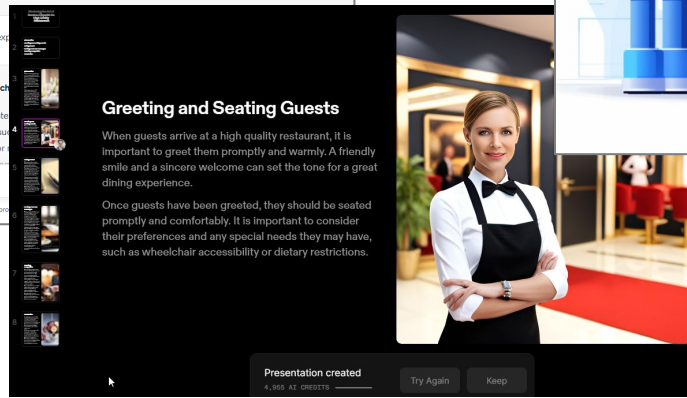 1
2
3
4
5
6
7
8
Greeting and Seating Guests
When guests arrive at a high quality restaurant, it is
important to greet them promptly and warmly. A friendly
smile and a sincere welcome can set the tone for a great
dining experience.
Once guests have been greeted, they should be seated
promptly and comfortably. It is important to consider
their preferences and any special needs they may have,
such as wheelchair accessibility or dietary restrictions.
Presentation created
4,955 AI CREDITS
Try Again
Keep